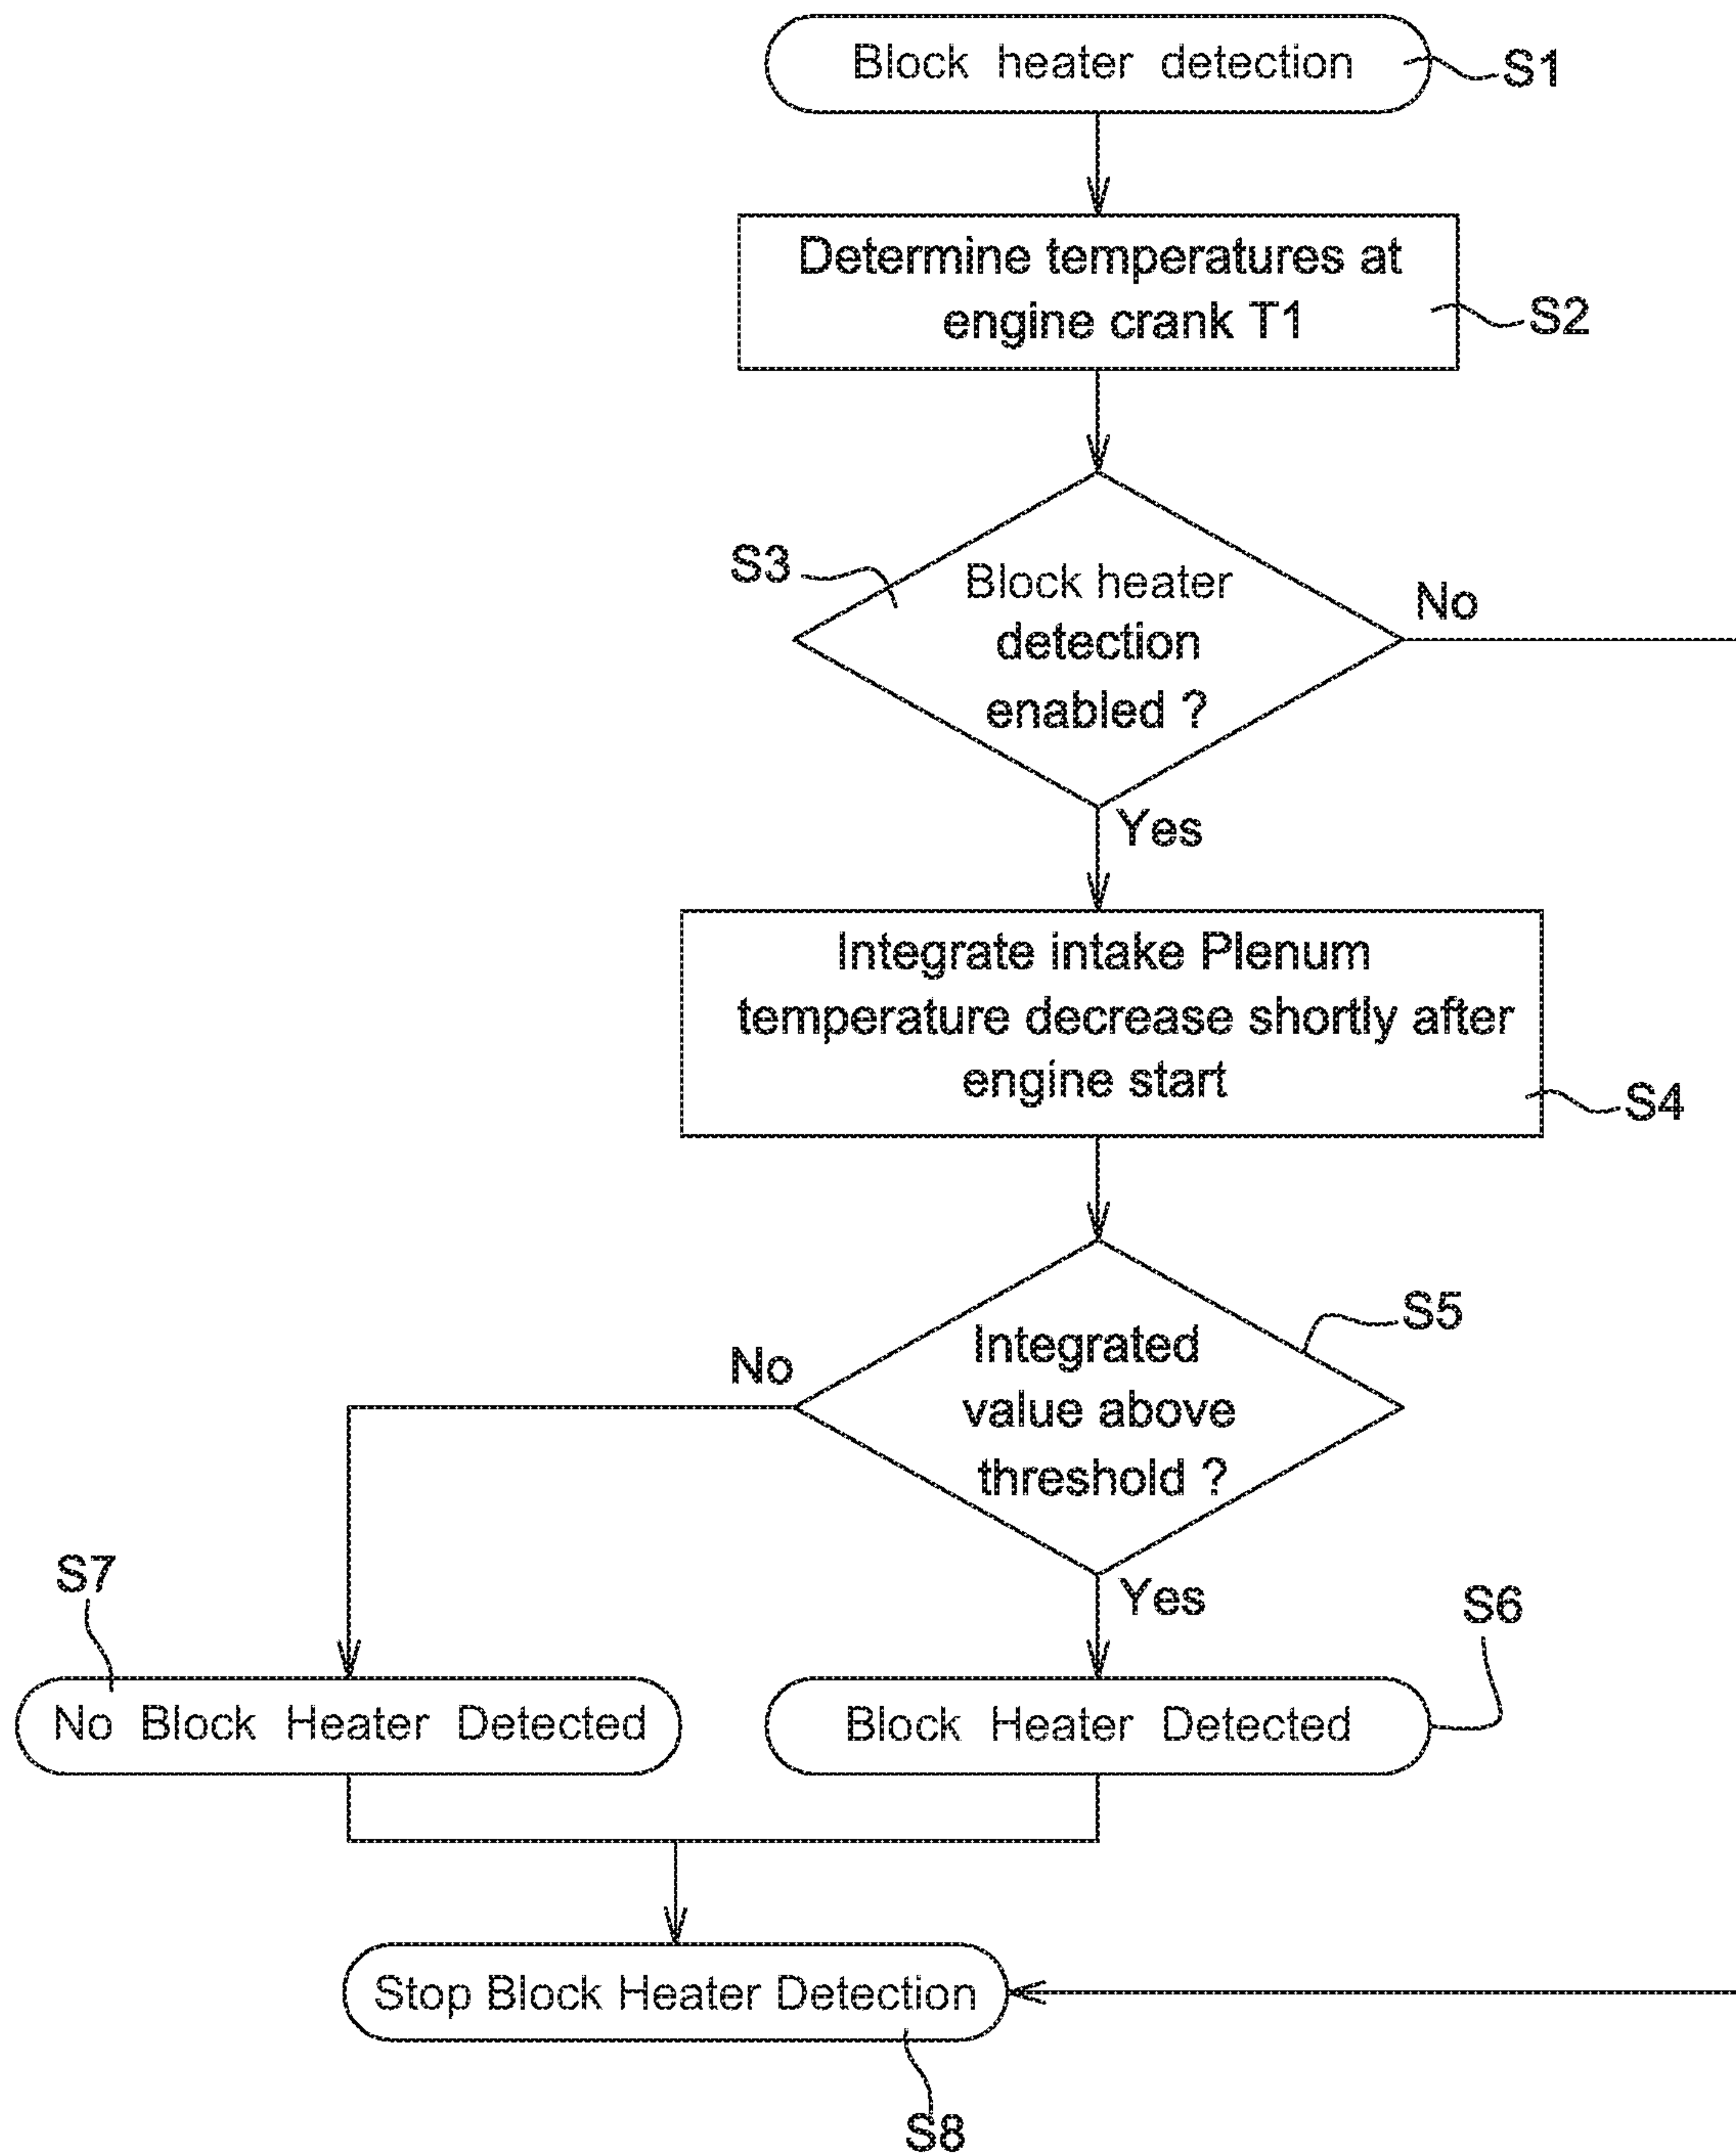 Block heater detection
S1
Determine temperatures at
engine crank T1
S2
S3
Block heater
detection
enabled ?
No
Yes
Integrate intake Plenum
temperature decrease shortly after
engine start
S4
S5
Integrated
value above
threshold ?
No
Yes
S7
S6
No Block Heater Detected
Block Heater Detected
Stop Block Heater Detection
S8